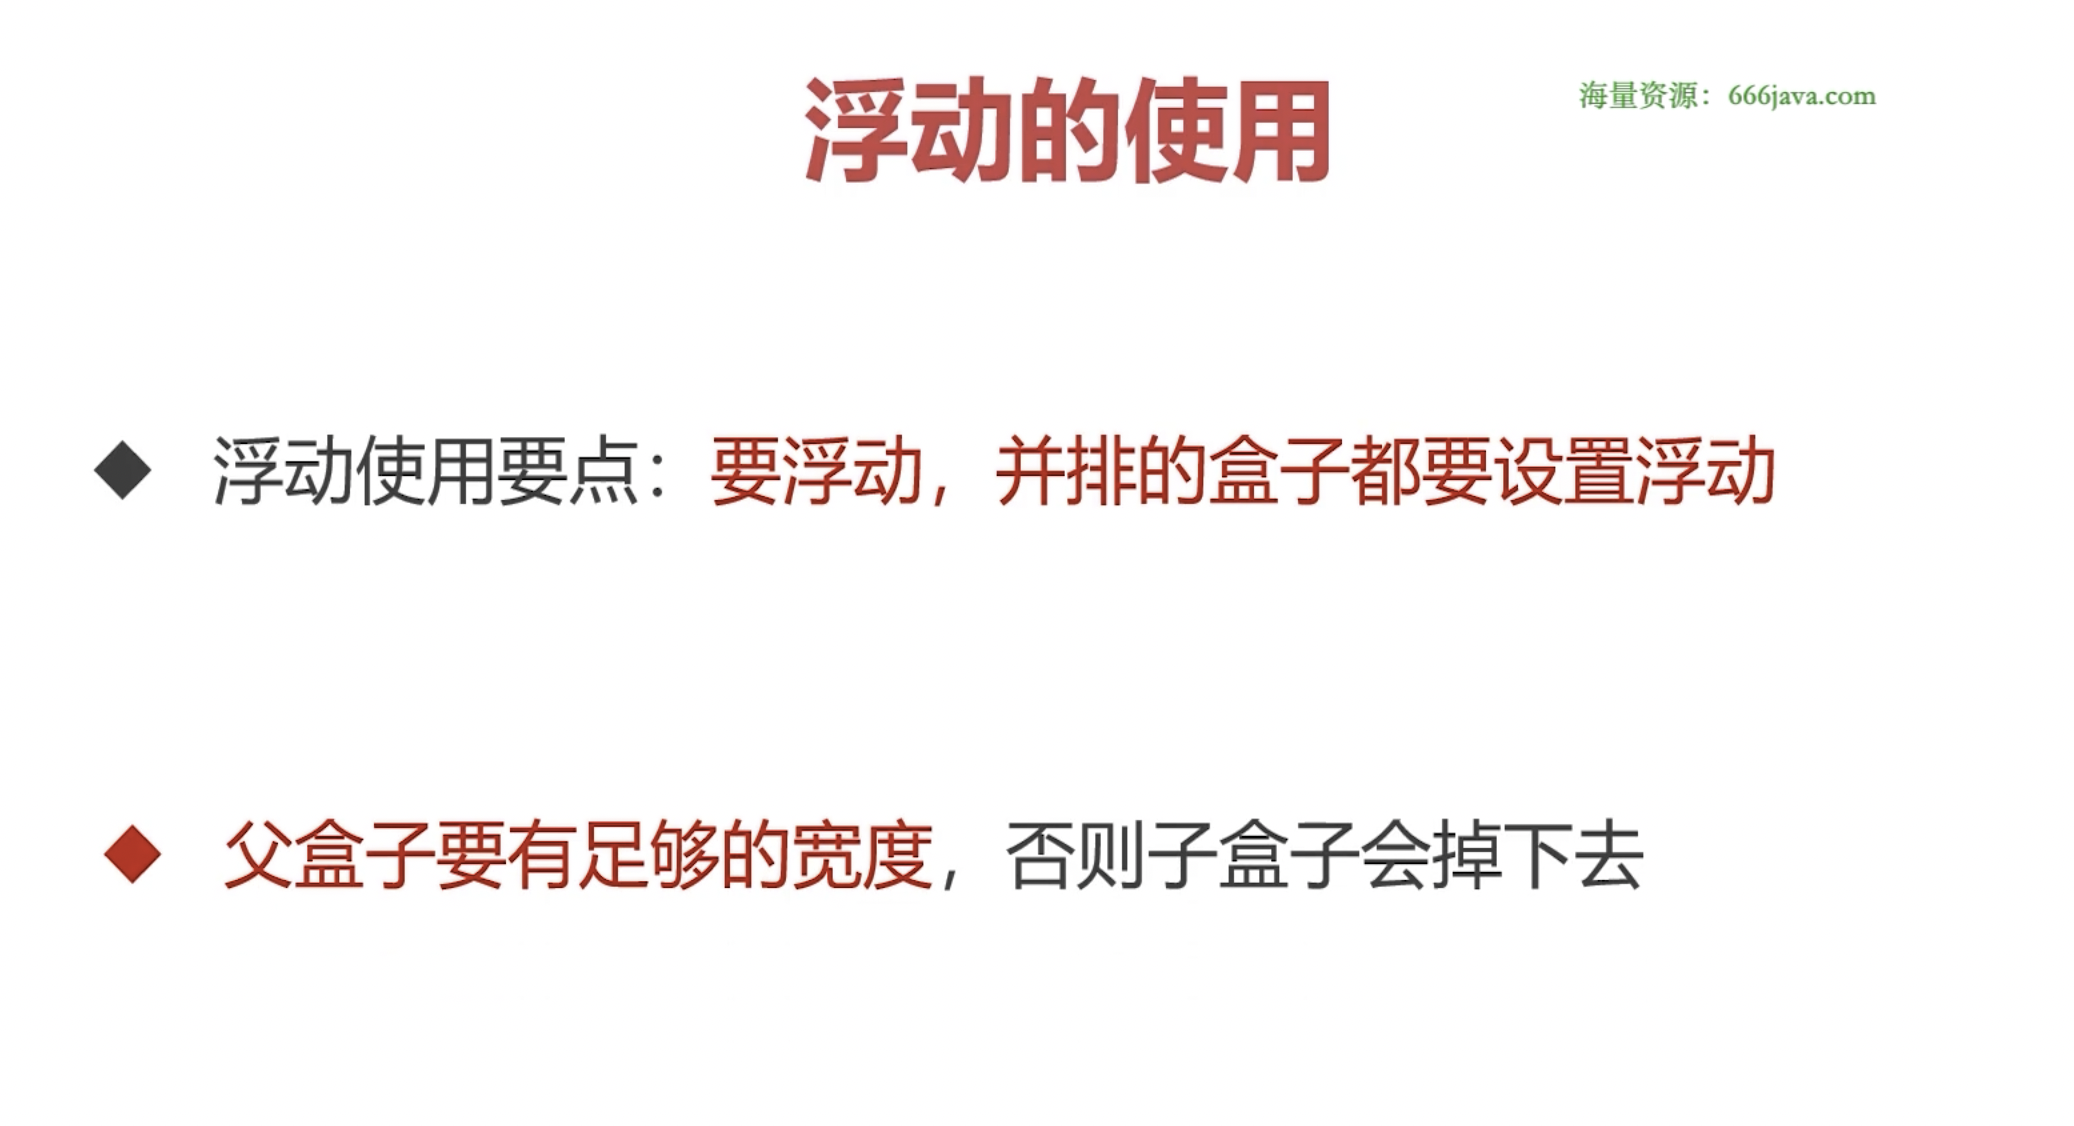 浮动的使用
海量资源：666java.com
浮动使用要点：要浮动，并排的盒子都要设置浮动
父盒子要有足够的宽度，否则子盒子会掉下去